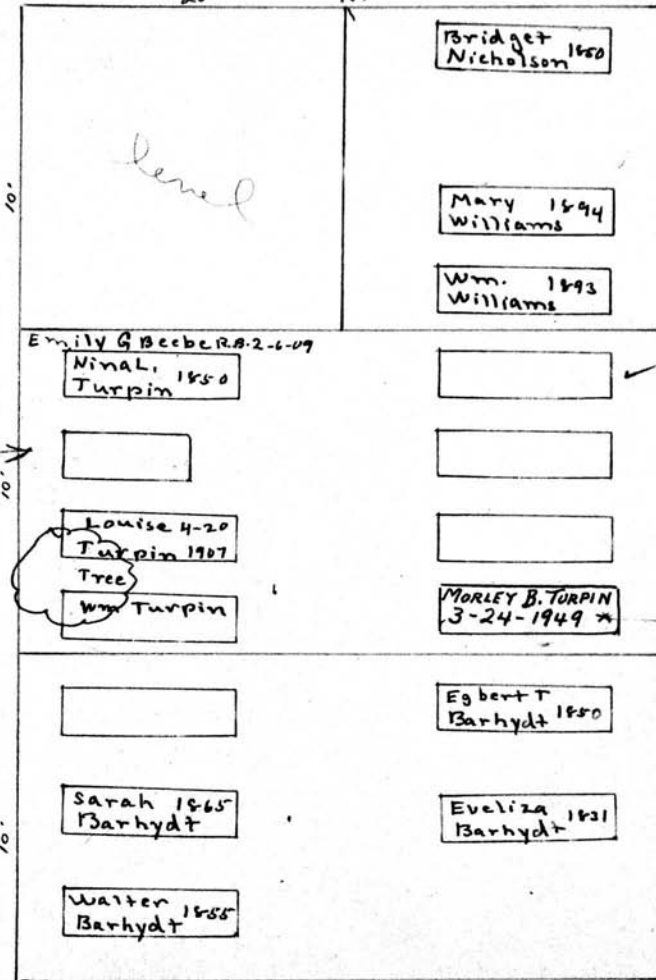 Bridget 1850
Nicholson
10'
level
Mary 1894
Williams
Wm. 1893
Williams
Emily G Beebe R.B. 2-6-09
Nina L. 1850
Turpin
10'
Louise 4-20
Turpin 1907
Tree
Wm Turpin
MORLEY B. TURPIN
3-24-1949 *
Egbert T 1850
Barhydt
Sarah 1865
Barhydt
Eveliza 1831
Barhydt
10'
Walter 1855
Barhydt